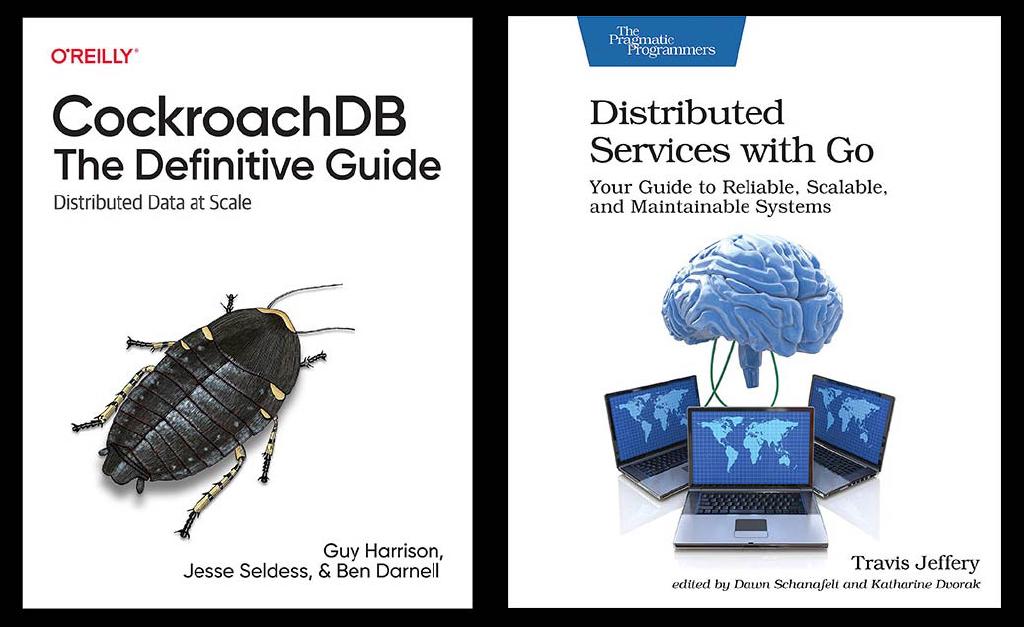 O'REILLY®
CockroachDB
The Definitive Guide
Distributed Data at Scale
Guy Harrison,
Jesse Seldess, & Ben Darnell
The
Pragmatic
Programmers
Distributed
Services with Go
Your Guide to Reliable, Scalable,
and Maintainable Systems
Travis Jeffery
edited by Dawn Schanafelt and Katharine Dvorak